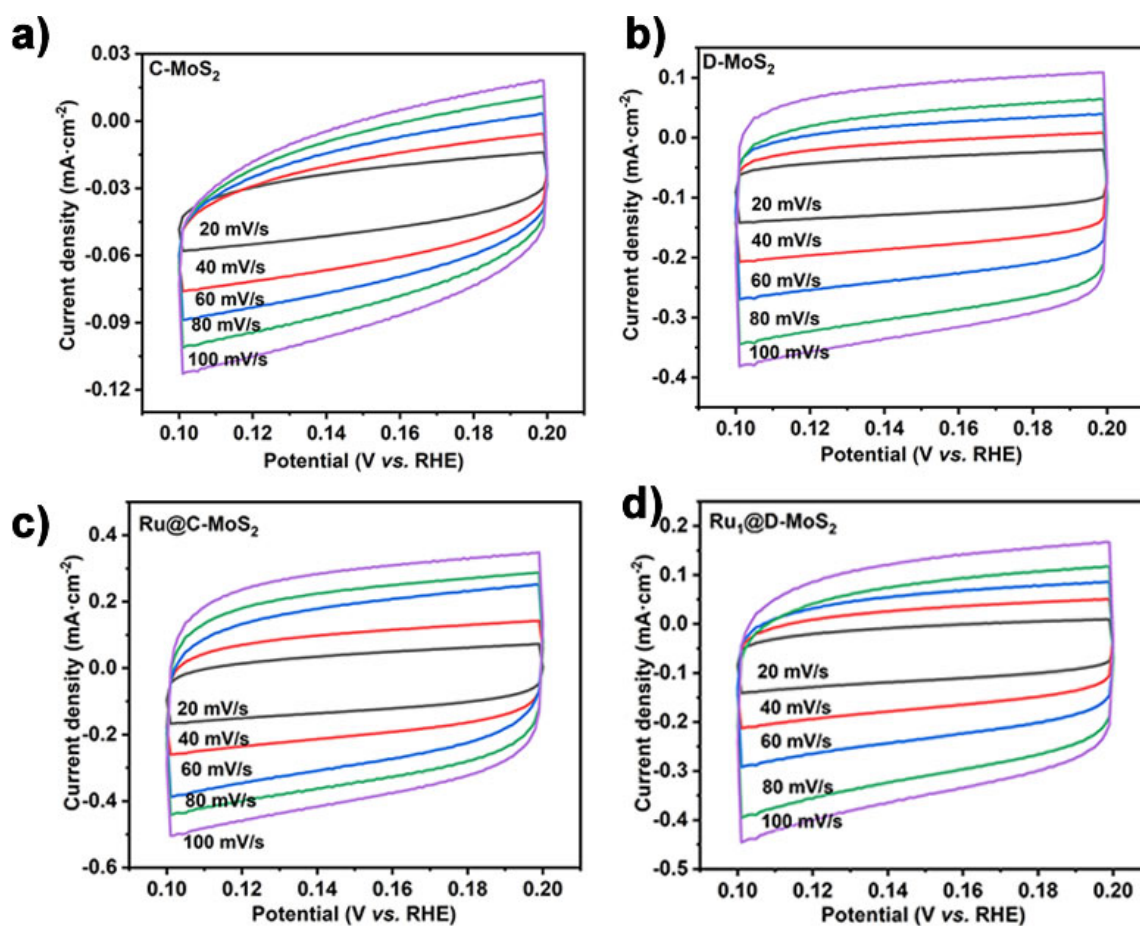 a)
C-MoS₂
0.03
0.00
-0.03
-0.06
-0.09
-0.12
Current density (mA·cm⁻²)
20 mV/s
40 mV/s
60 mV/s
80 mV/s
100 mV/s
0.10 0.12 0.14 0.16 0.18 0.20
Potential (V vs. RHE)
b)
D-MoS₂
0.1
0.0
-0.1
-0.2
-0.3
-0.4
Current density (mA·cm⁻²)
20 mV/s
40 mV/s
60 mV/s
80 mV/s
100 mV/s
0.10 0.12 0.14 0.16 0.18 0.20
Potential (V vs. RHE)
c)
Ru@C-MoS₂
0.4
0.2
0.0
-0.2
-0.4
-0.6
Current density (mA·cm⁻²)
20 mV/s
40 mV/s
60 mV/s
80 mV/s
100 mV/s
0.10 0.12 0.14 0.16 0.18 0.20
Potential (V vs. RHE)
d)
Ru₁@D-MoS₂
0.2
0.1
0.0
-0.1
-0.2
-0.3
-0.4
-0.5
Current density (mA·cm⁻²)
20 mV/s
40 mV/s
60 mV/s
80 mV/s
100 mV/s
0.10 0.12 0.14 0.16 0.18 0.20
Potential (V vs. RHE)